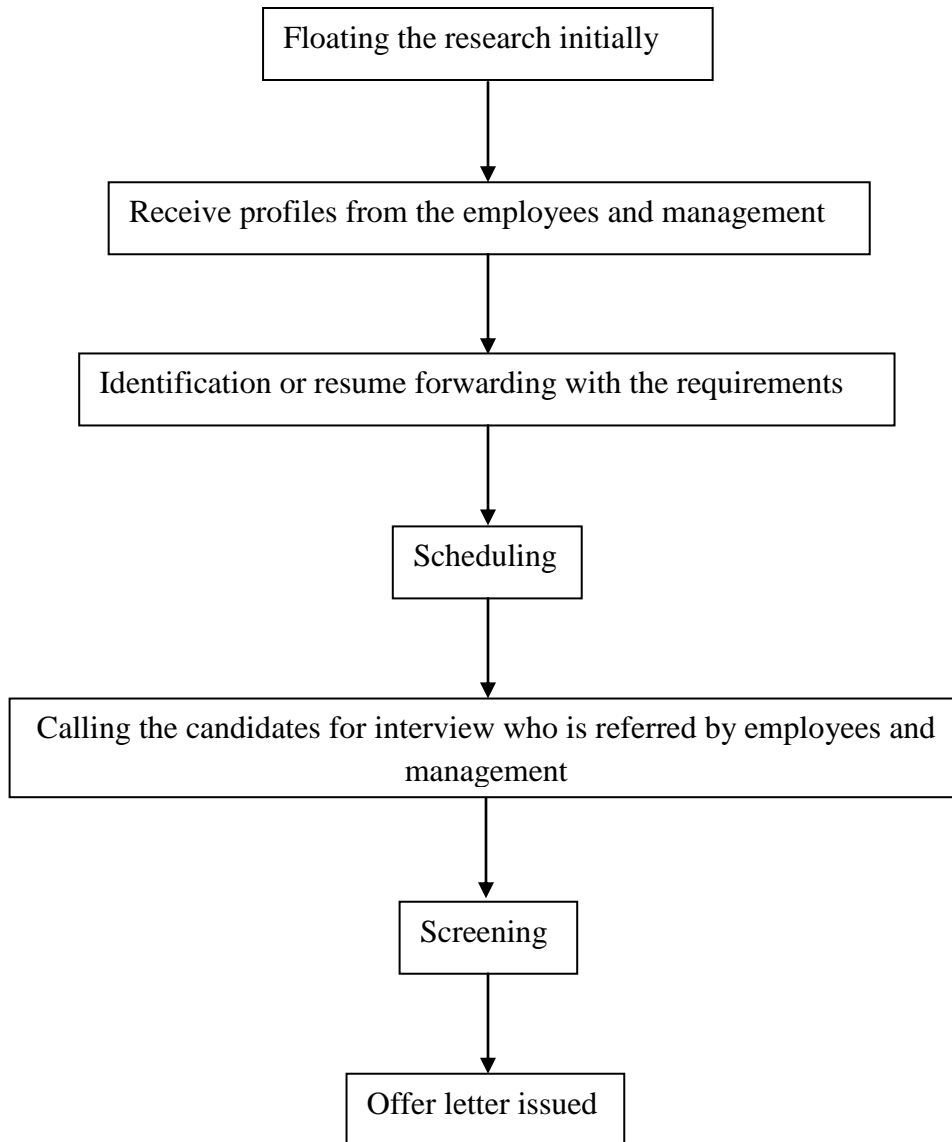 Floating the research initially
Receive profiles from the employees and management
Identification or resume forwarding with the requirements
Scheduling
Calling the candidates for interview who is referred by employees and
management
Screening
Offer letter issued